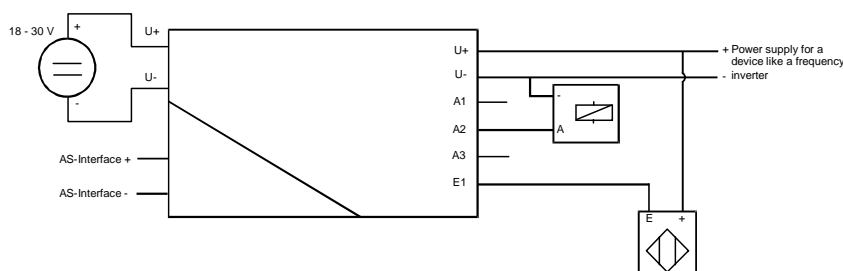 18 - 30 V
+
-
U+
U-
AS-Interface +
AS-Interface -
U+
U-
A1
A2
A3
E1
-
A
E +
+ Power supply for a
device like a frequency
- inverter